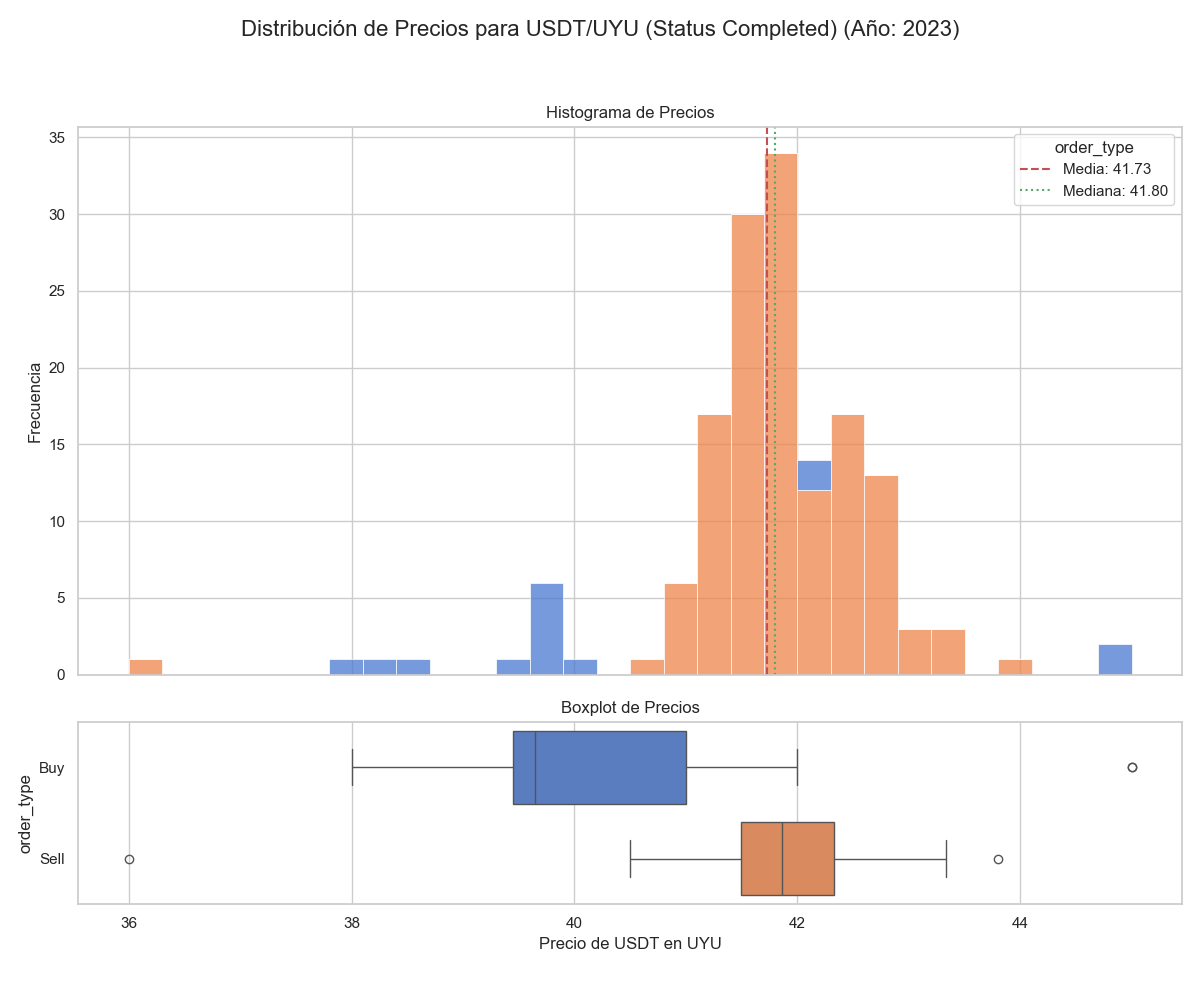 Distribución de Precios para USDT/UYU (Status Completed) (Año: 2023)
Histograma de Precios
order_type
Media: 41.73
Mediana: 41.80
Frecuencia
35
30
25
20
15
10
5
0
Boxplot de Precios
order_type
Buy
Sell
36 38 40 42 44
Precio de USDT en UYU